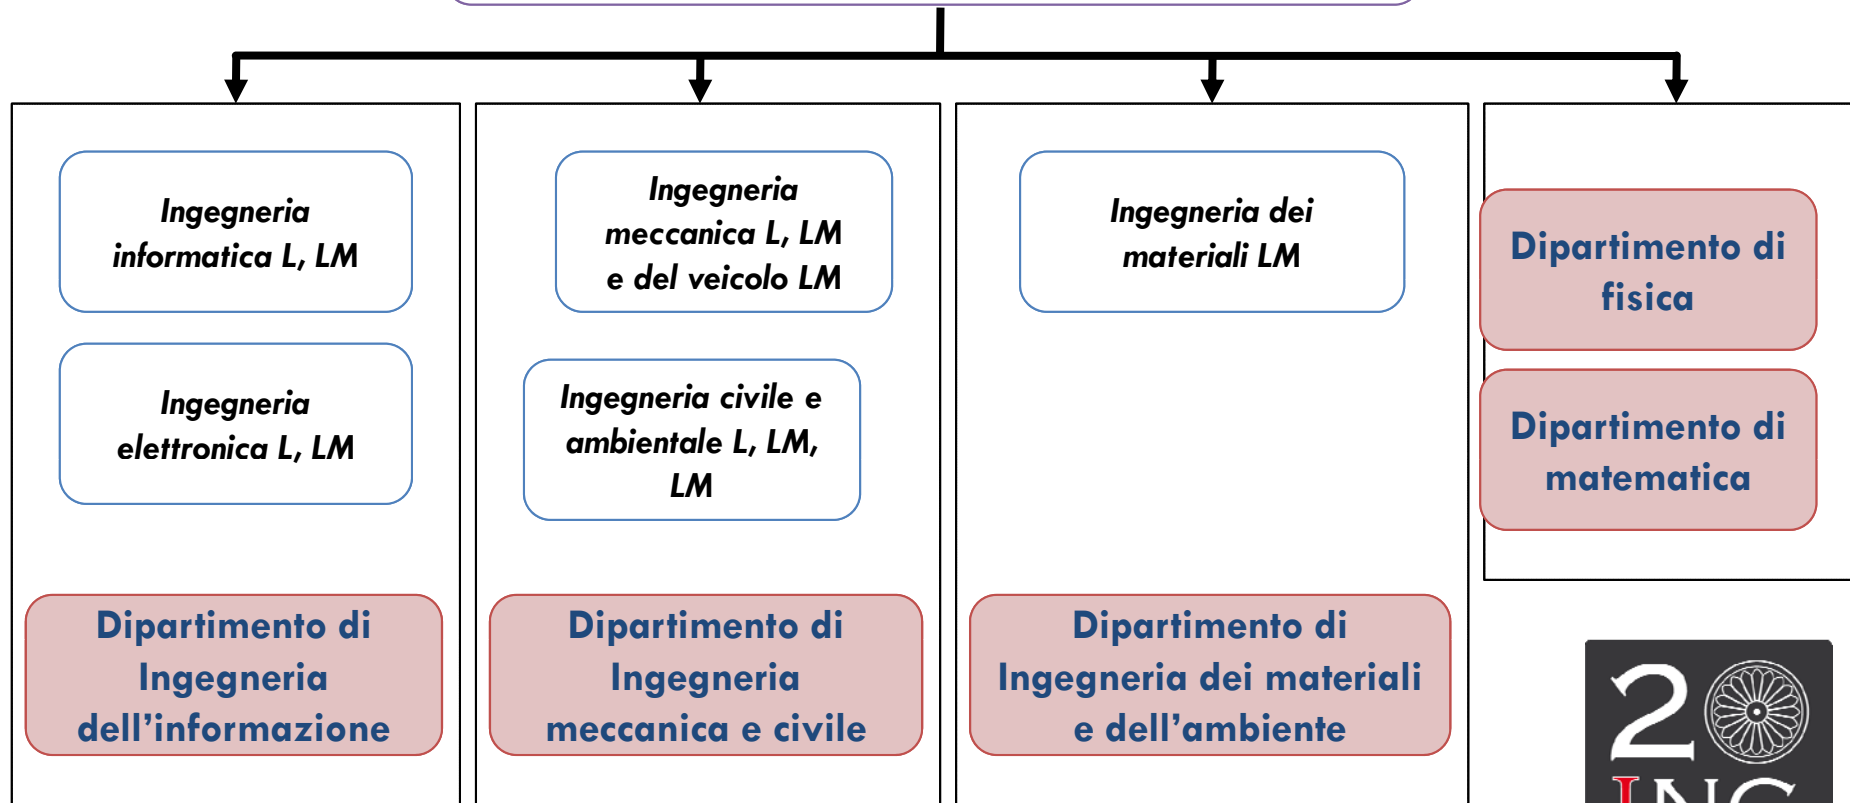 Ingegneria
informatica L, LM
Ingegneria
elettronica L, LM
Dipartimento di
Ingegneria
dell’informazione
Ingegneria
meccanica L, LM
e del veicolo LM
Ingegneria civile e
ambientale L, LM,
LM
Dipartimento di
Ingegneria
meccanica e civile
Ingegneria dei
materiali LM
Dipartimento di
Ingegneria dei materiali
e dell’ambiente
Dipartimento di
fisica
Dipartimento di
matematica
20
ING